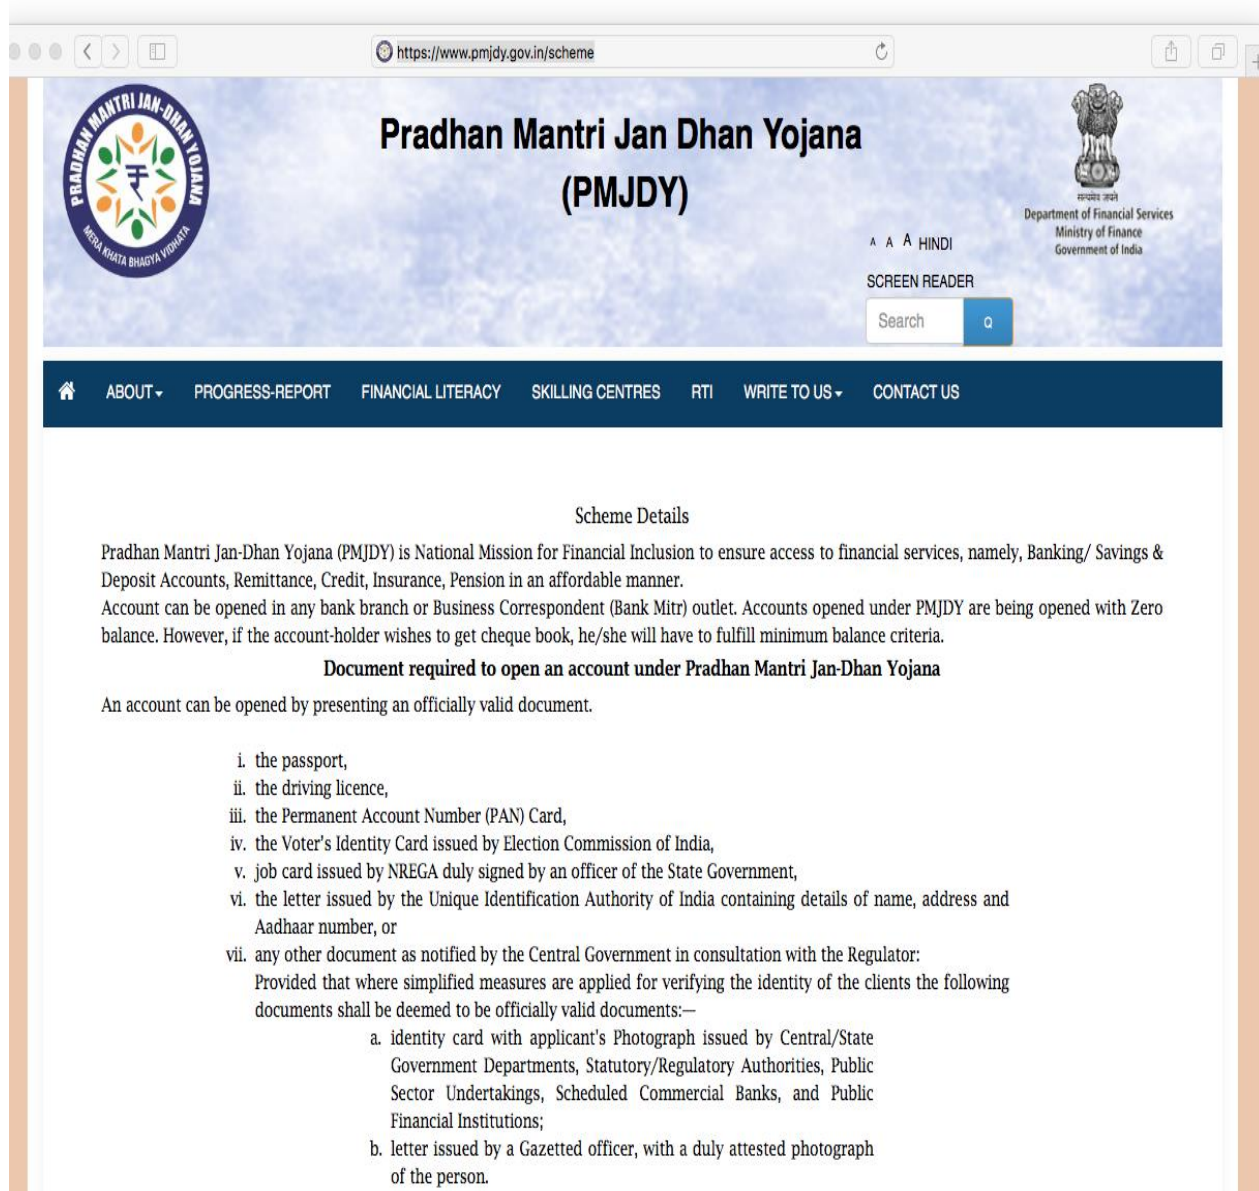 https://www.pmjdy.gov.in/scheme
PRADHAN MANTRI JAN-DHAN YOJANA
MERA KHATA BHAGYA VIDHATA
Pradhan Mantri Jan Dhan Yojana
(PMJDY)
सत्यमेव जयते
Department of Financial Services
Ministry of Finance
Government of India
A A A HINDI
SCREEN READER
Search
ABOUT
PROGRESS-REPORT
FINANCIAL LITERACY
SKILLING CENTRES
RTI
WRITE TO US
CONTACT US
Scheme Details
Pradhan Mantri Jan-Dhan Yojana (PMJDY) is National Mission for Financial Inclusion to ensure access to financial services, namely, Banking/ Savings &
Deposit Accounts, Remittance, Credit, Insurance, Pension in an affordable manner.
Account can be opened in any bank branch or Business Correspondent (Bank Mitr) outlet. Accounts opened under PMJDY are being opened with Zero
balance. However, if the account-holder wishes to get cheque book, he/she will have to fulfill minimum balance criteria.
Document required to open an account under Pradhan Mantri Jan-Dhan Yojana
An account can be opened by presenting an officially valid document.
i. the passport,
ii. the driving licence,
iii. the Permanent Account Number (PAN) Card,
iv. the Voter's Identity Card issued by Election Commission of India,
v. job card issued by NREGA duly signed by an officer of the State Government,
vi. the letter issued by the Unique Identification Authority of India containing details of name, address and
Aadhaar number, or
vii. any other document as notified by the Central Government in consultation with the Regulator:
Provided that where simplified measures are applied for verifying the identity of the clients the following
documents shall be deemed to be officially valid documents:—
a. identity card with applicant's Photograph issued by Central/State
Government Departments, Statutory/Regulatory Authorities, Public
Sector Undertakings, Scheduled Commercial Banks, and Public
Financial Institutions;
b. letter issued by a Gazetted officer, with a duly attested photograph
of the person.